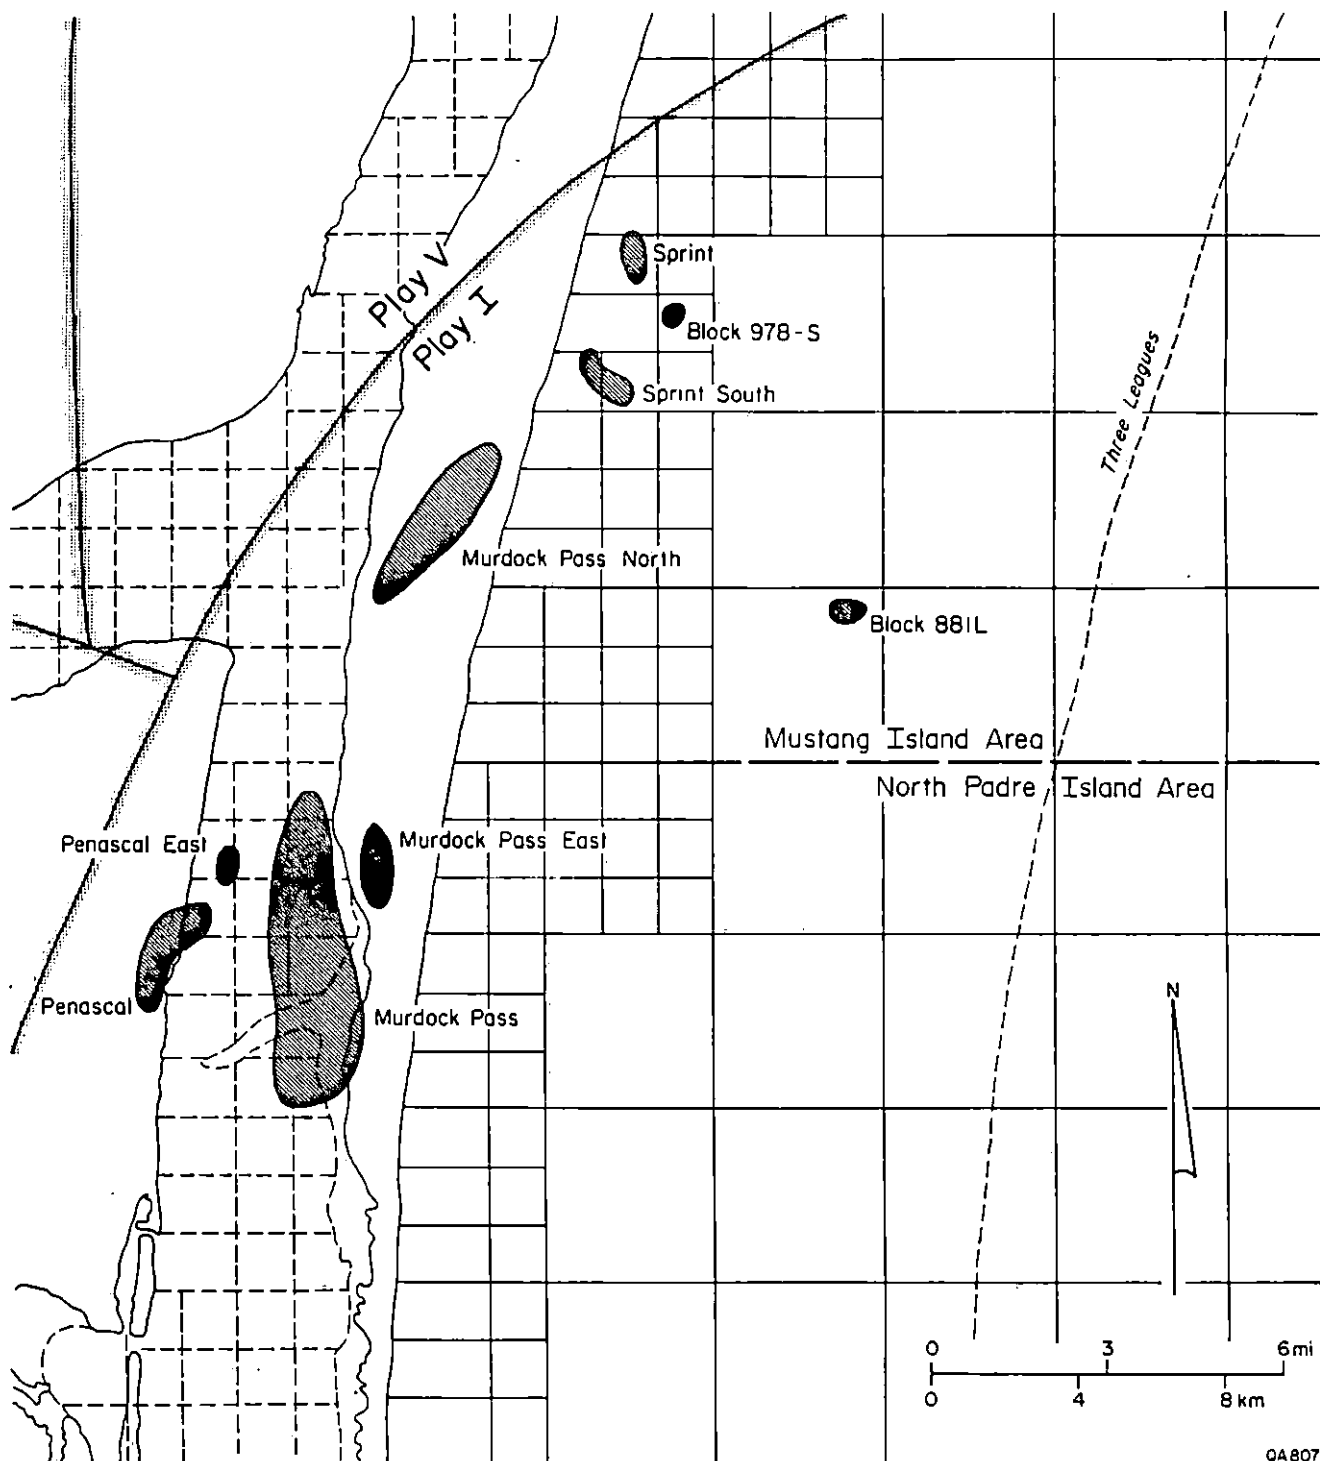 Play V
Play I
Sprint
Block 978-S
Sprint South
Three Leagues
Murdock Pass North
Block 881L
Mustang Island Area
North Padre Island Area
Penascal East
Murdock Pass East
Penascal
Murdock Pass
N
0 3 6 mi
0 4 8 km
QA807